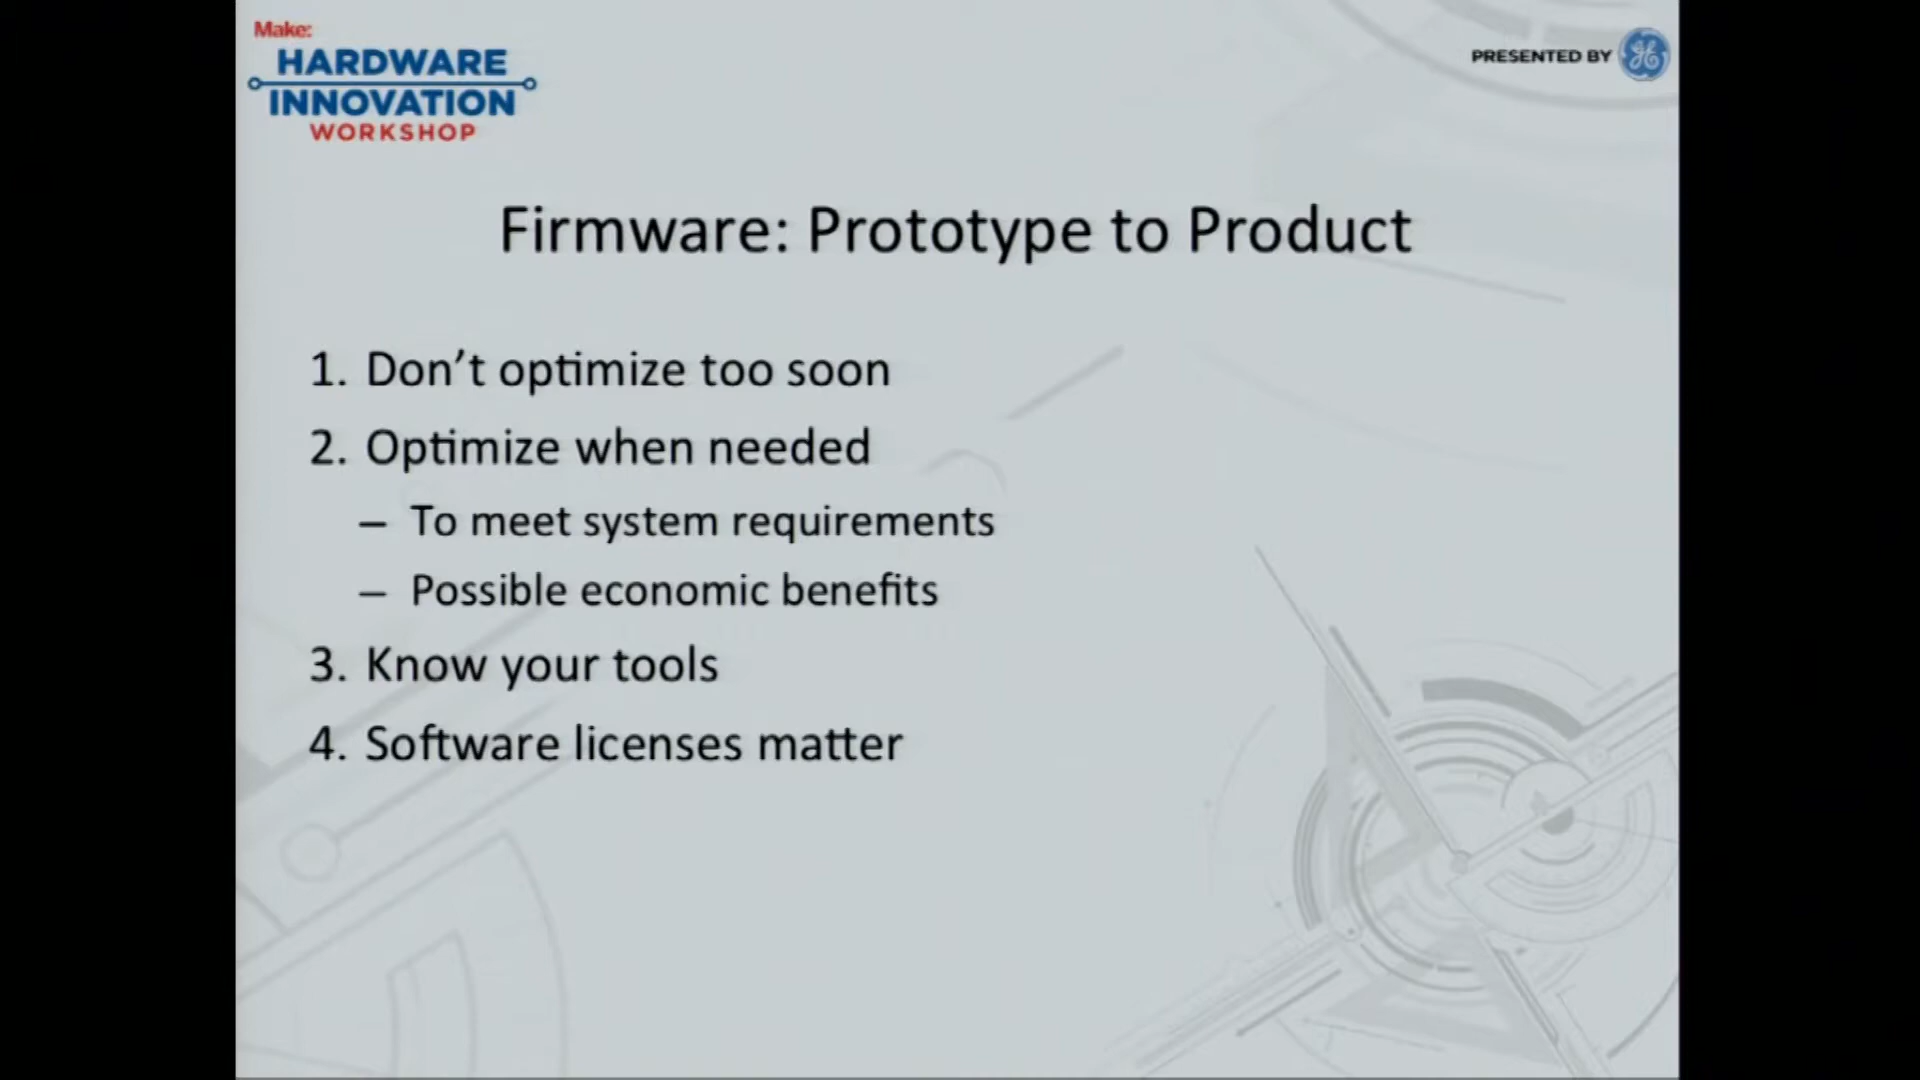 Make:
HARDWARE
INNOVATION
WORKSHOP
PRESENTED BY
Firmware: Prototype to Product
1. Don’t optimize too soon
2. Optimize when needed
– To meet system requirements
– Possible economic benefits
3. Know your tools
4. Software licenses matter